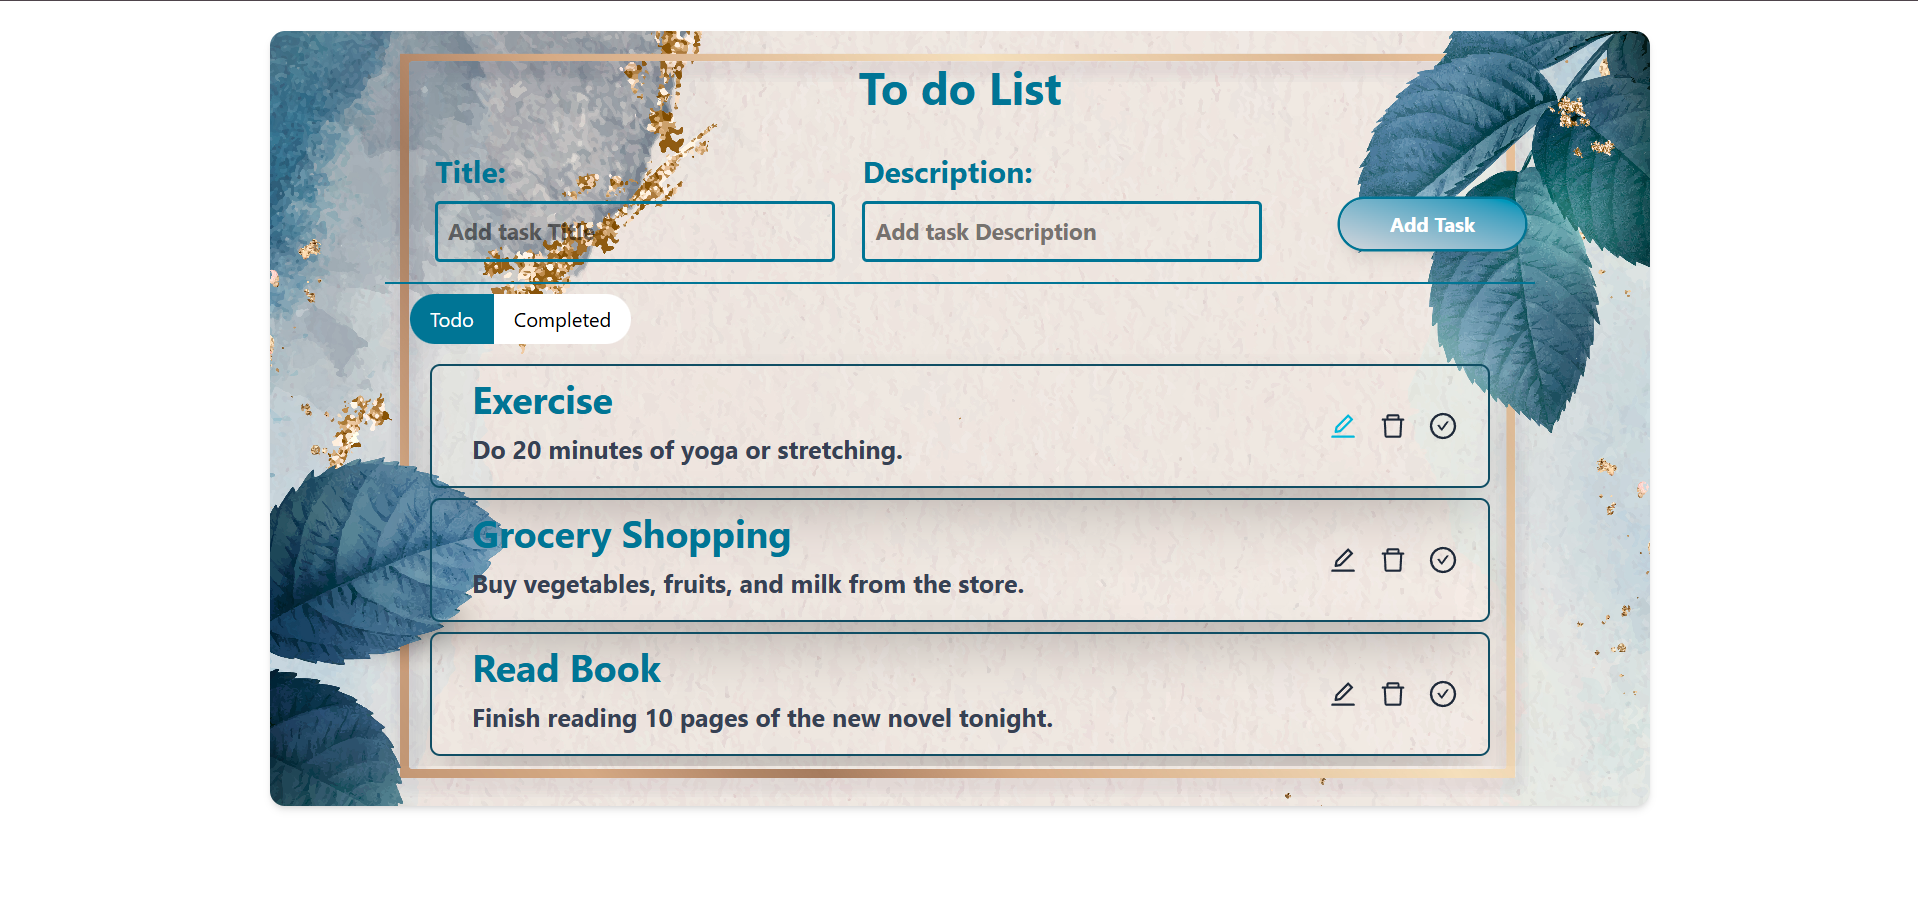 To do List
Title:
Description:
Add task Title
Add task Description
Add Task
Todo
Completed
Exercise
Do 20 minutes of yoga or stretching.
Grocery Shopping
Buy vegetables, fruits, and milk from the store.
Read Book
Finish reading 10 pages of the new novel tonight.